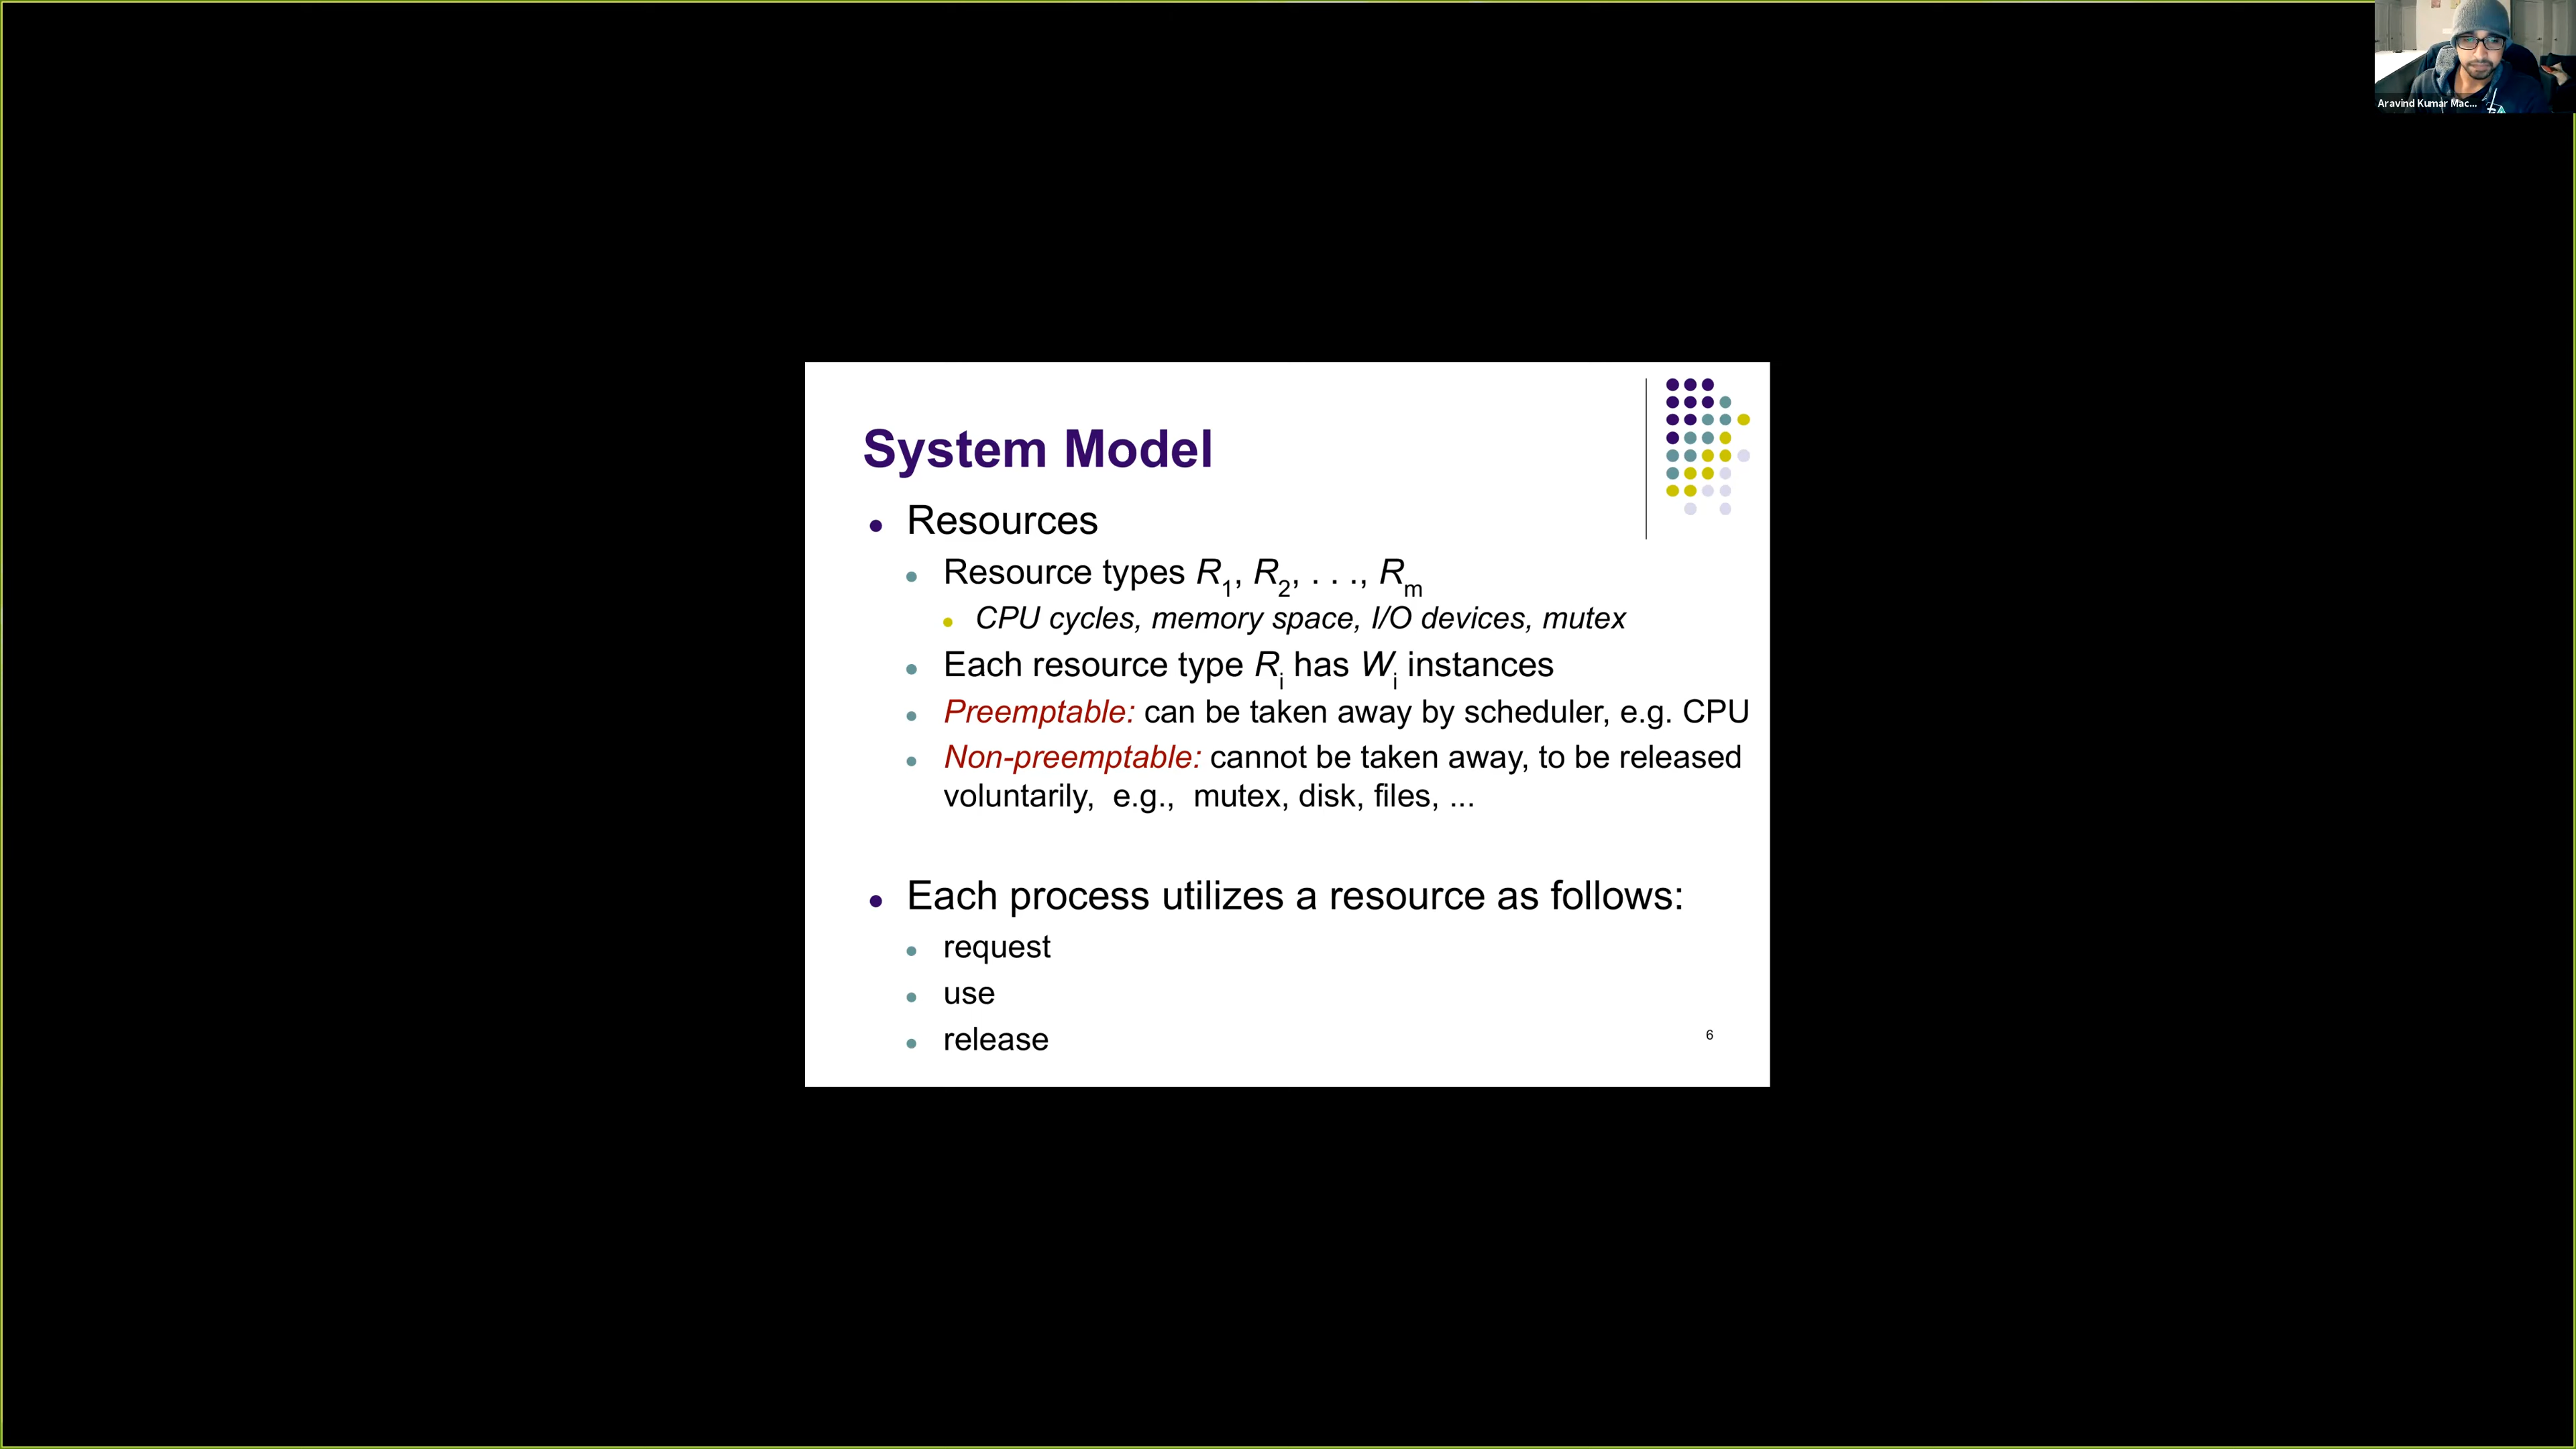 Aravind Kumar Mac...
System Model
Resources
Resource types R1, R2, . . ., Rm
CPU cycles, memory space, I/O devices, mutex
Each resource type Ri has Wi instances
Preemptable: can be taken away by scheduler, e.g. CPU
Non-preemptable: cannot be taken away, to be released
voluntarily, e.g., mutex, disk, files, ...
Each process utilizes a resource as follows:
request
use
release
6